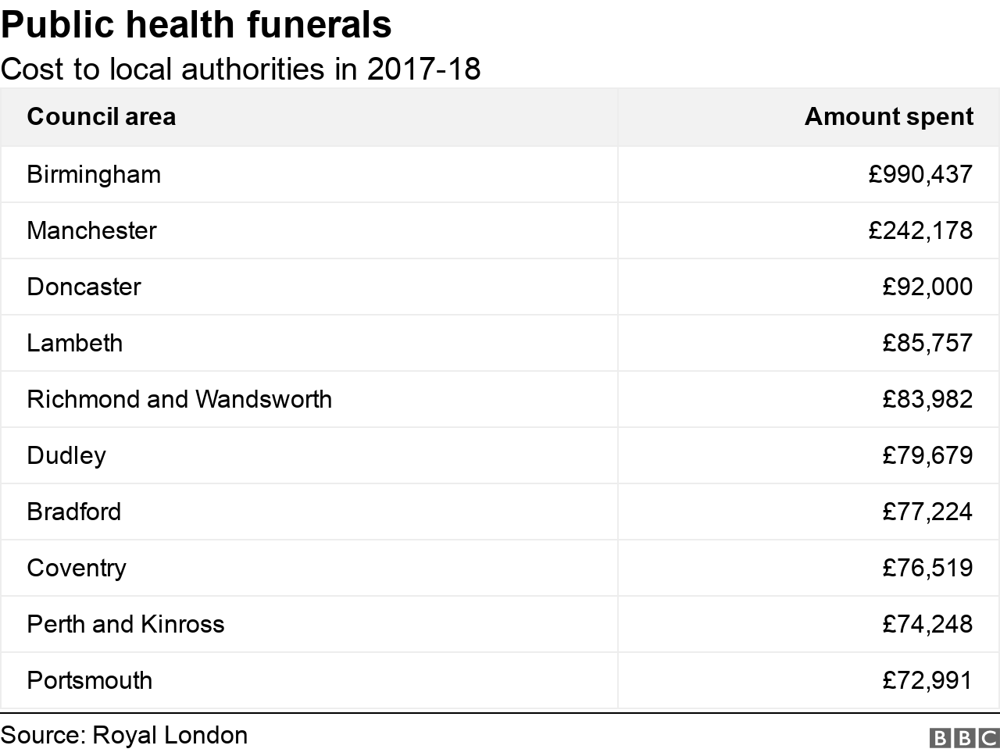 Public health funerals
Cost to local authorities in 2017-18
Council area Amount spent
Birmingham £990,437
Manchester £242,178
Doncaster £92,000
Lambeth £85,757
Richmond and Wandsworth £83,982
Dudley £79,679
Bradford £77,224
Coventry £76,519
Perth and Kinross £74,248
Portsmouth £72,991
Source: Royal London BBC